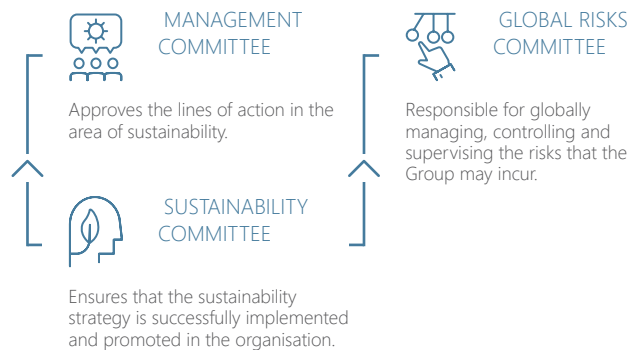 MANAGEMENT
COMMITTEE
Approves the lines of action in the
area of sustainability.
GLOBAL RISKS
COMMITTEE
Responsible for globally
managing, controlling and
supervising the risks that the
Group may incur.
SUSTAINABILITY
COMMITTEE
Ensures that the sustainability
strategy is successfully implemented
and promoted in the organisation.